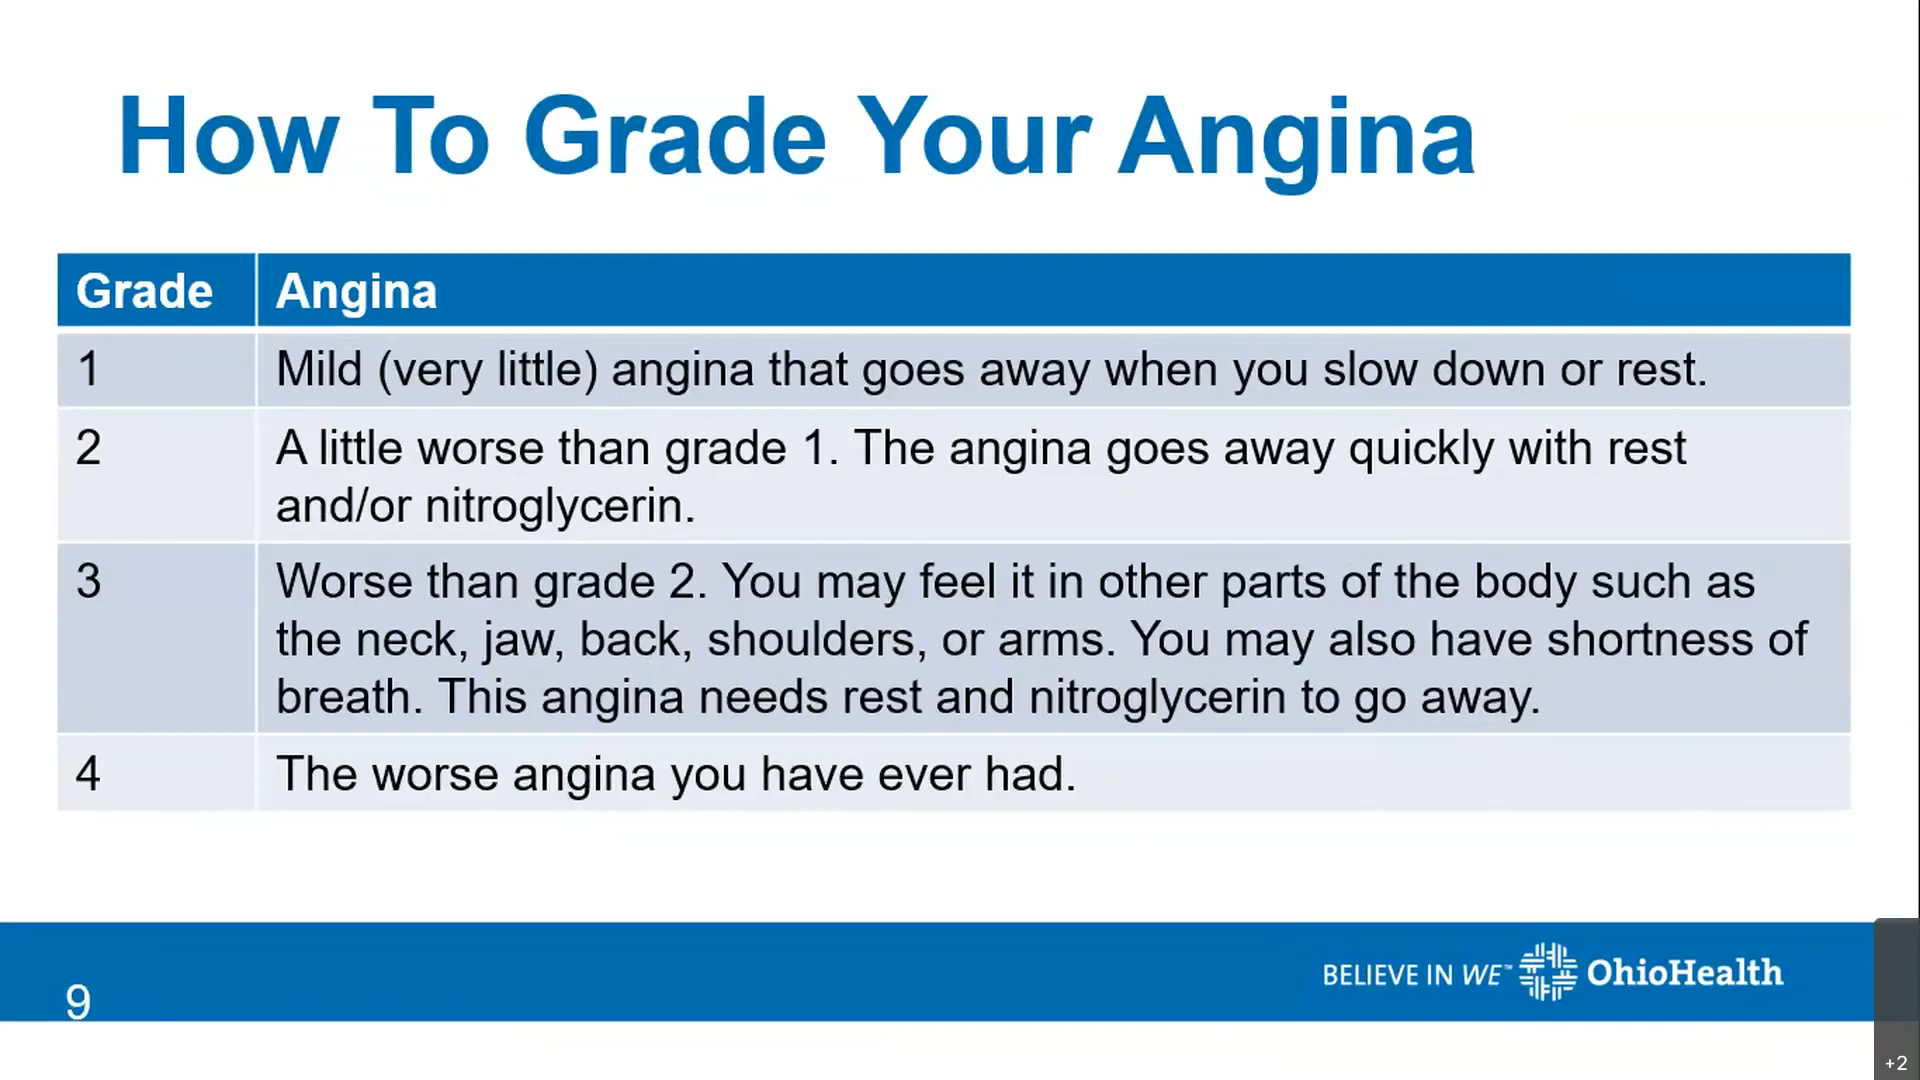 How To Grade Your Angina
Grade Angina
1 Mild (very little) angina that goes away when you slow down or rest.
2 A little worse than grade 1. The angina goes away quickly with rest
and/or nitroglycerin.
3 Worse than grade 2. You may feel it in other parts of the body such as
the neck, jaw, back, shoulders, or arms. You may also have shortness of
breath. This angina needs rest and nitroglycerin to go away.
4 The worse angina you have ever had.
BELIEVE IN WE™ OhioHealth
9
+2